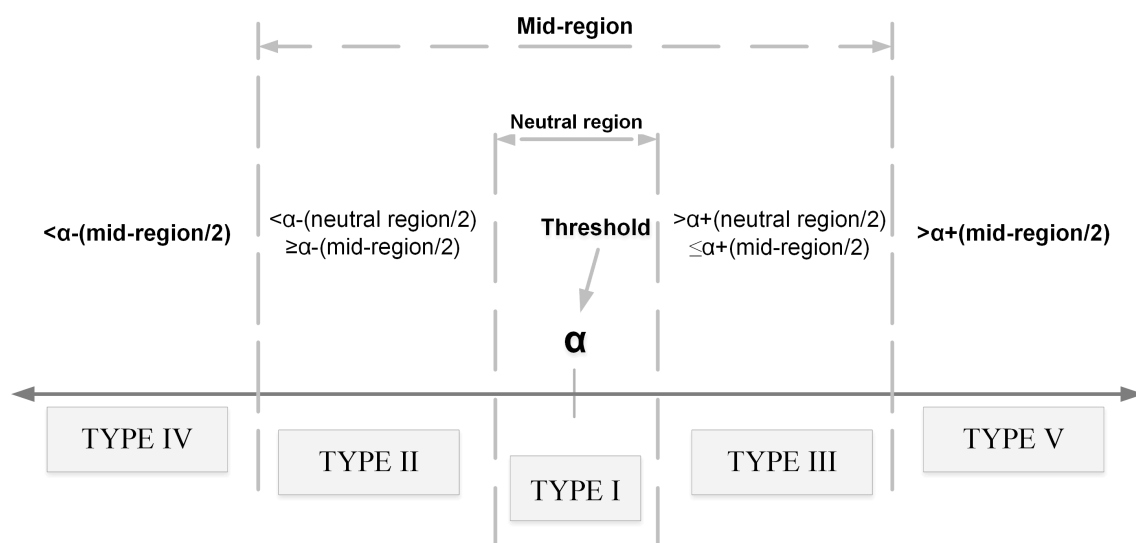 Mid-region
Neutral region
<α-(mid-region/2)
<α-(neutral region/2)
≥α-(mid-region/2)
Threshold
>α+(neutral region/2)
≤α+(mid-region/2)
>α+(mid-region/2)
α
TYPE IV
TYPE II
TYPE I
TYPE III
TYPE V